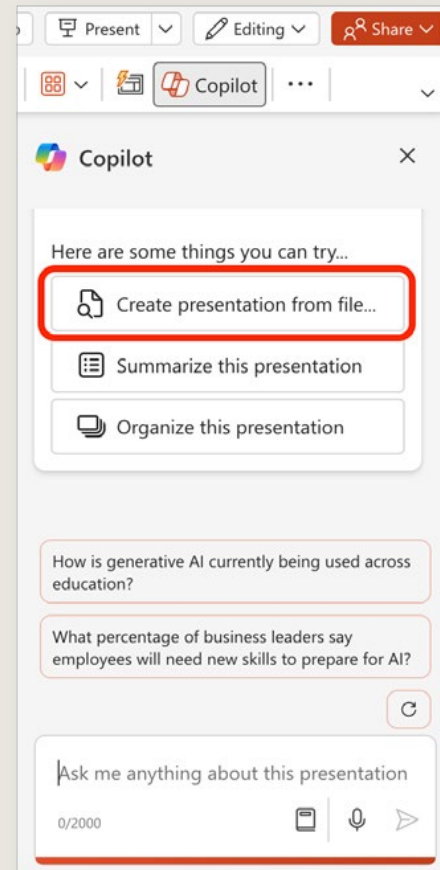 Present
Editing
Share
Copilot
Copilot
Here are some things you can try...
Create presentation from file...
Summarize this presentation
Organize this presentation
How is generative AI currently being used across
education?
What percentage of business leaders say
employees will need new skills to prepare for AI?
Ask me anything about this presentation
0/2000